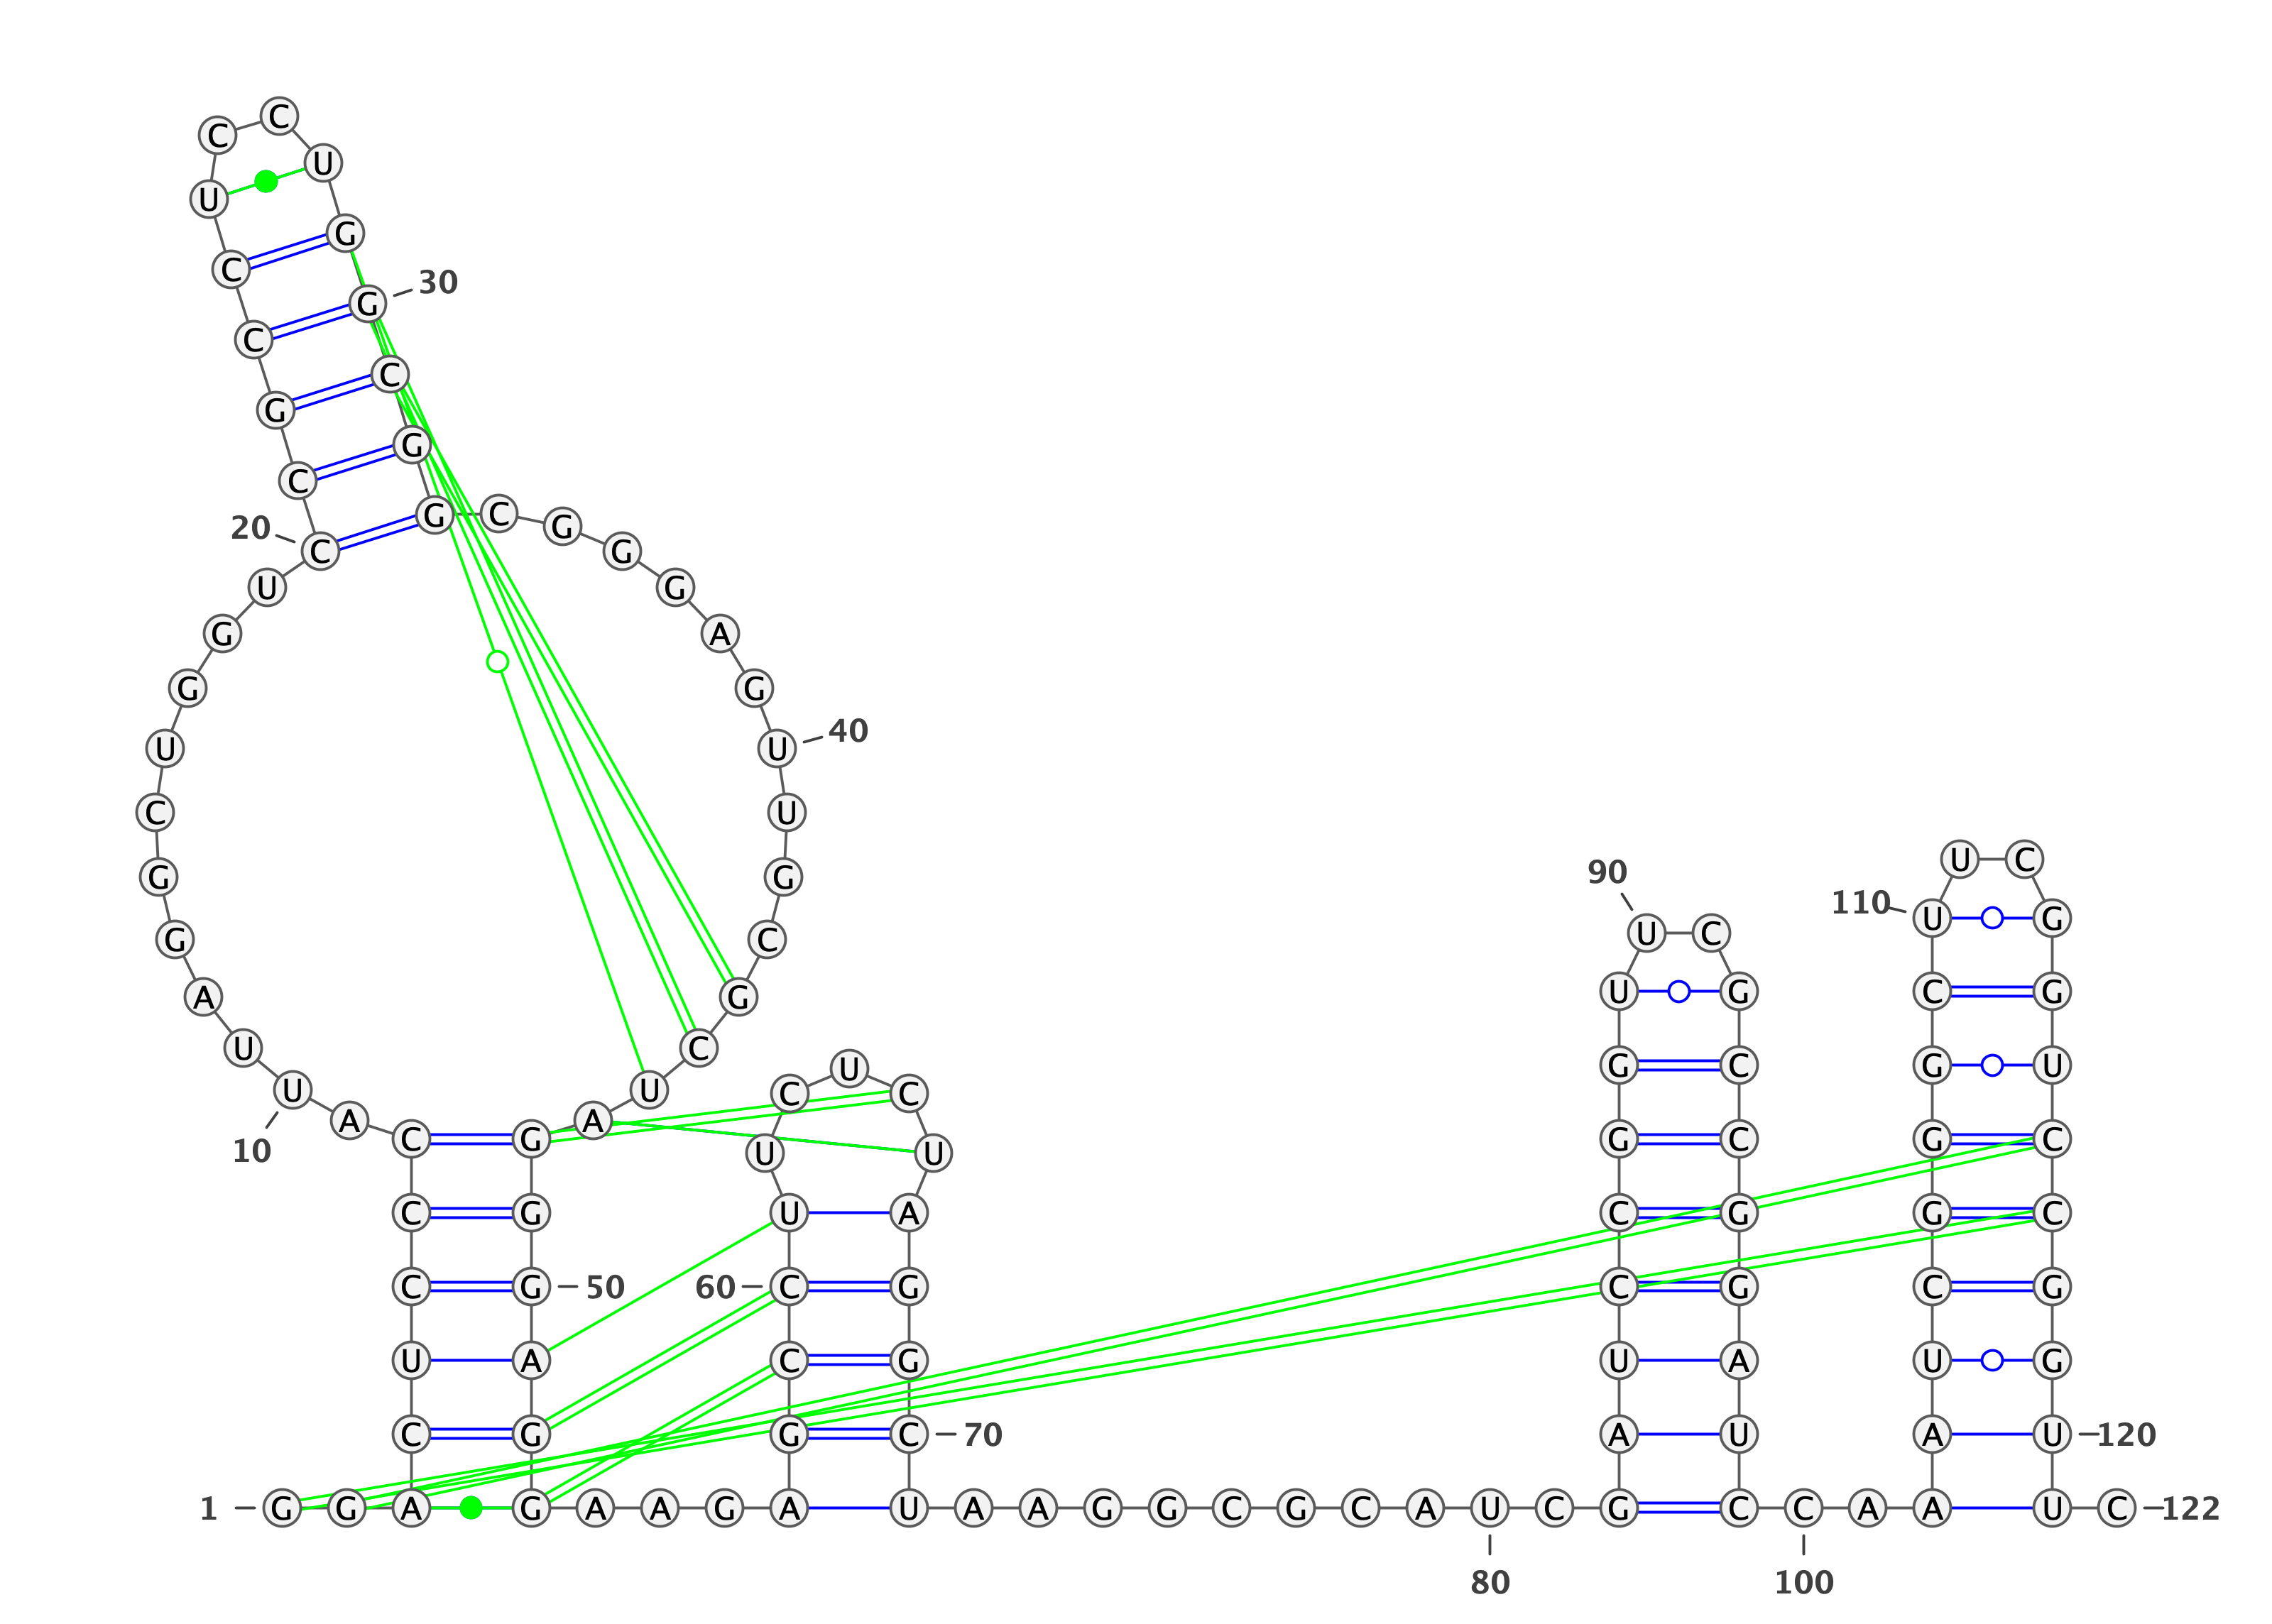 1
G G A C U C C C A
U
10
U A G G C U G G U
C
20
C G C C U C C U G
G
30
C G G C G G G A G
U
40
U G C G C U A G G
G
50
A G G A A G A G C
C
60
U U C U C U A G G
C
70
U A A G G C G C A
U
80
C G A U C C G G U
U
90
C G C C G G A U C
C
100
A A A U C G G G C
U
110
U C G G U C C G G
U
120
U
C
122